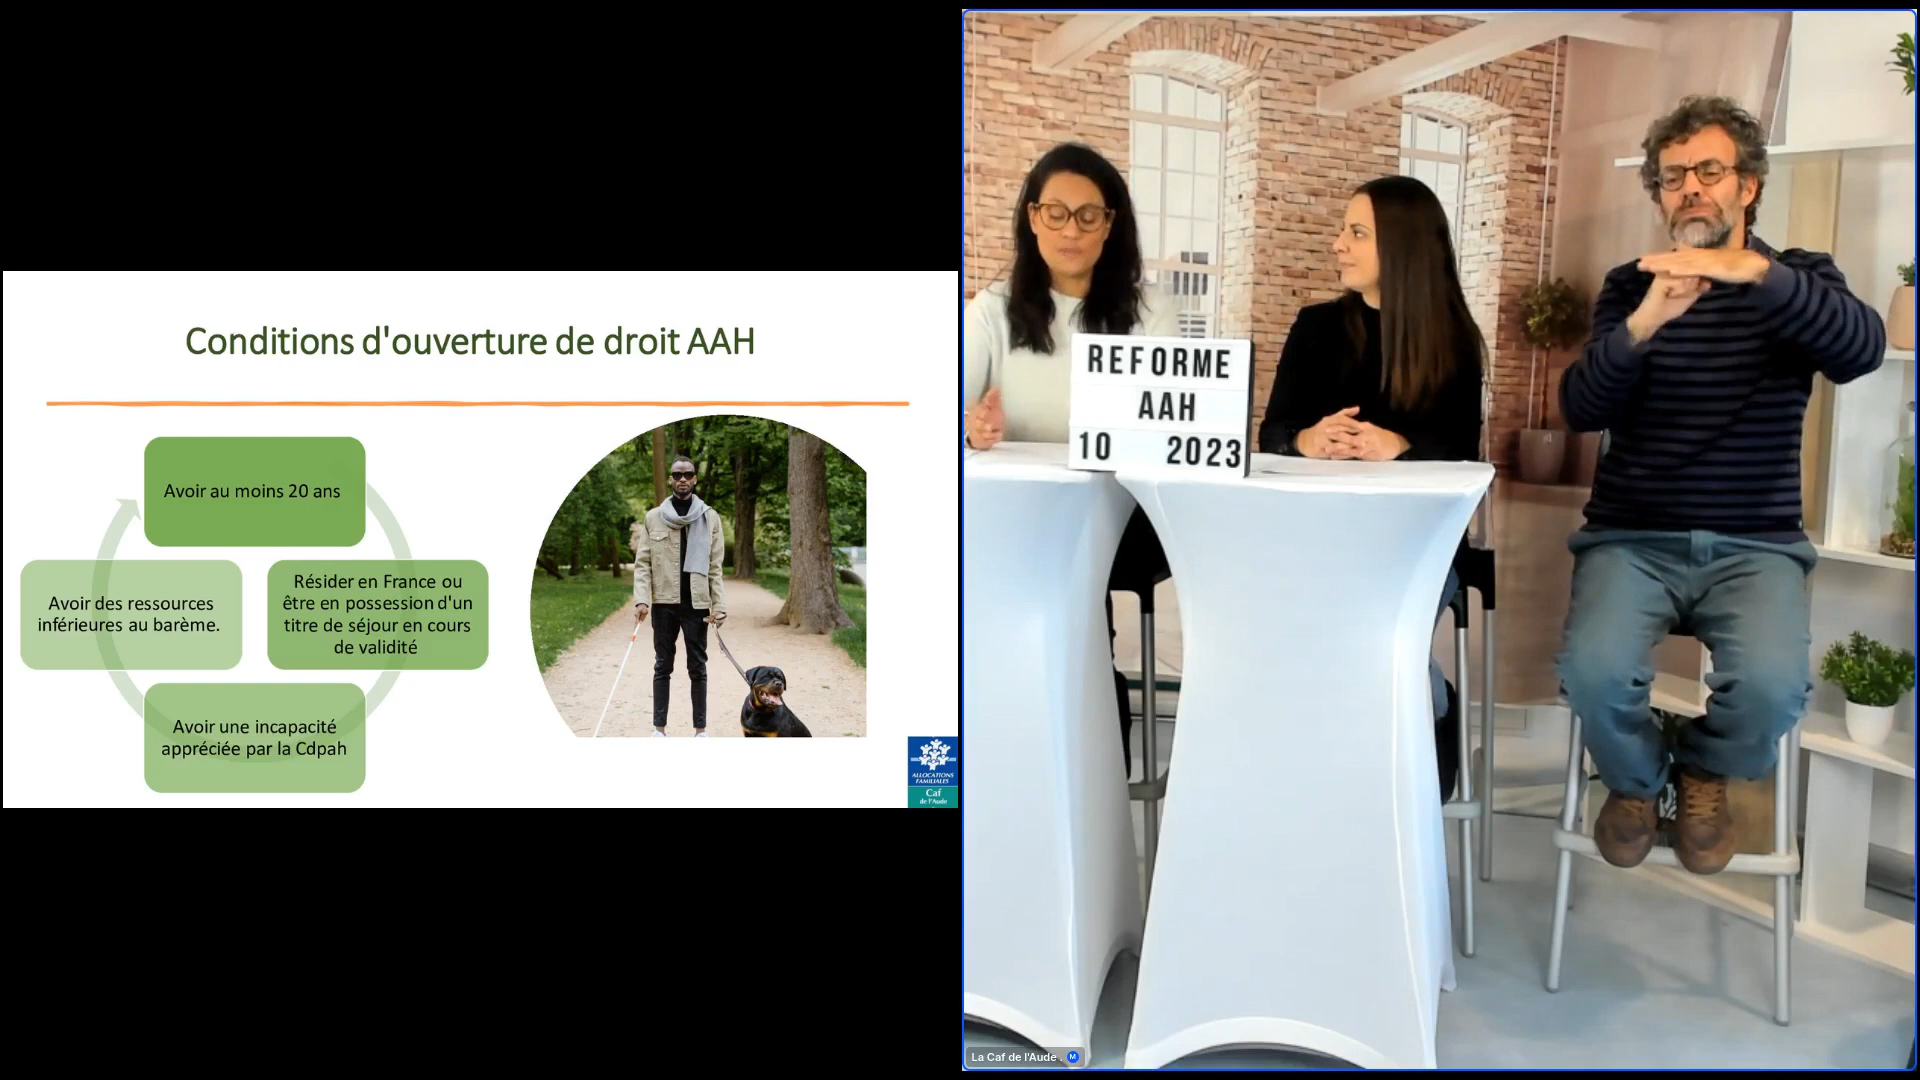 Conditions d'ouverture de droit AAH
Avoir au moins 20 ans
Résider en France ou
être en possession d'un
titre de séjour en cours
de validité
Avoir une incapacité
appréciée par la Cdpah
Avoir des ressources
inférieures au barème.
ALLOCATIONS
FAMILIALES
Caf
de l'Aude
REFORME
AAH
10 2023
La Caf de l'Aude .
M